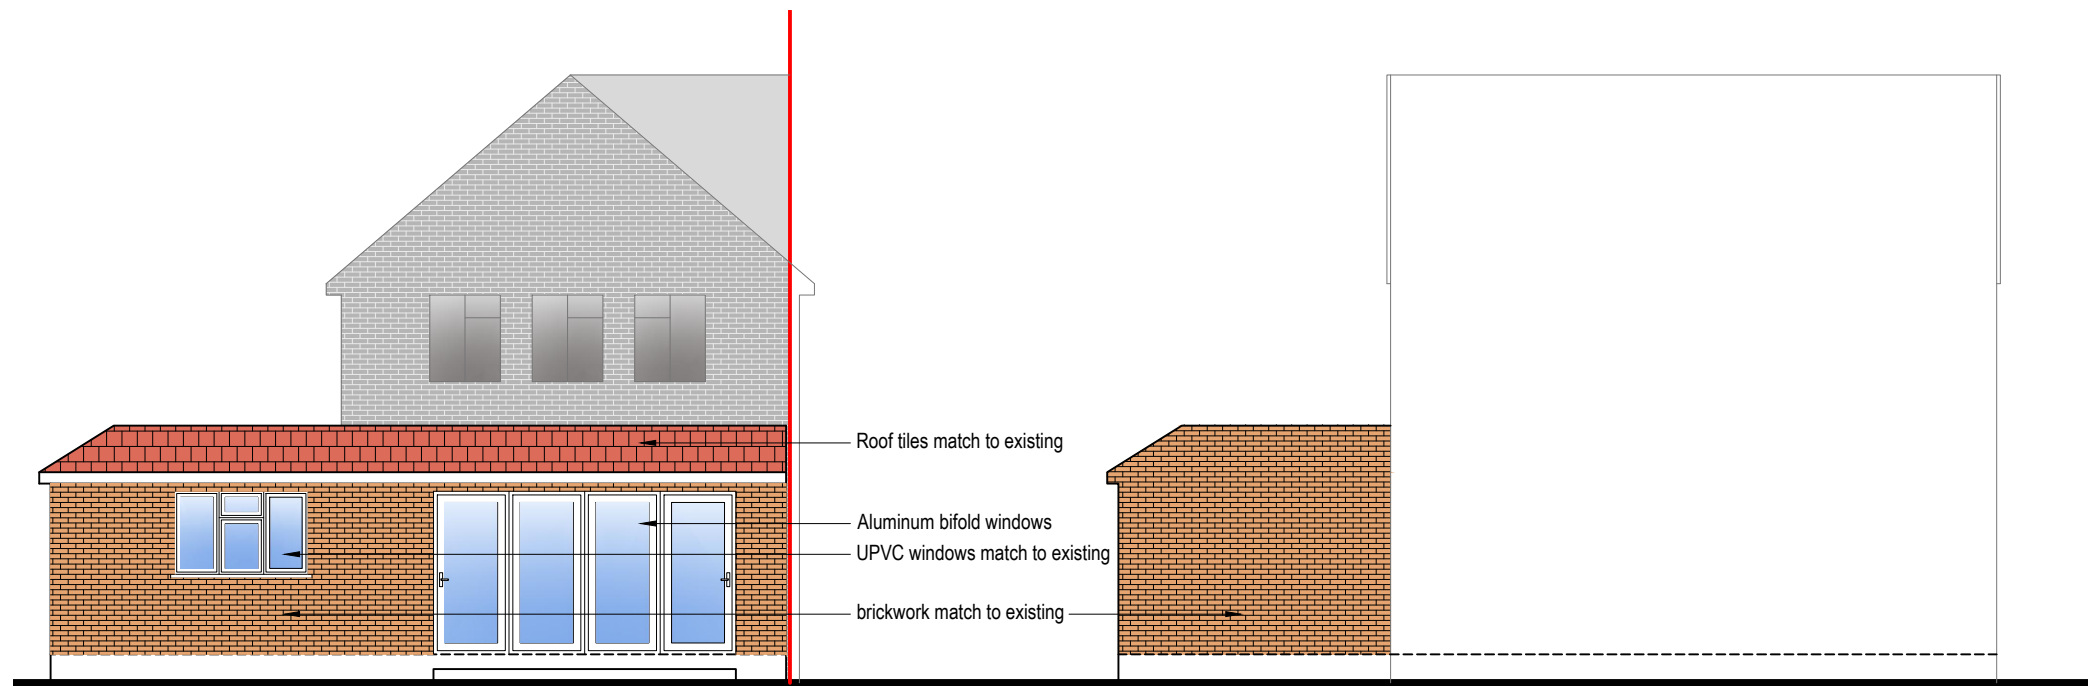 Roof tiles match to existing
Aluminum bifold windows
UPVC windows match to existing
brickwork match to existing